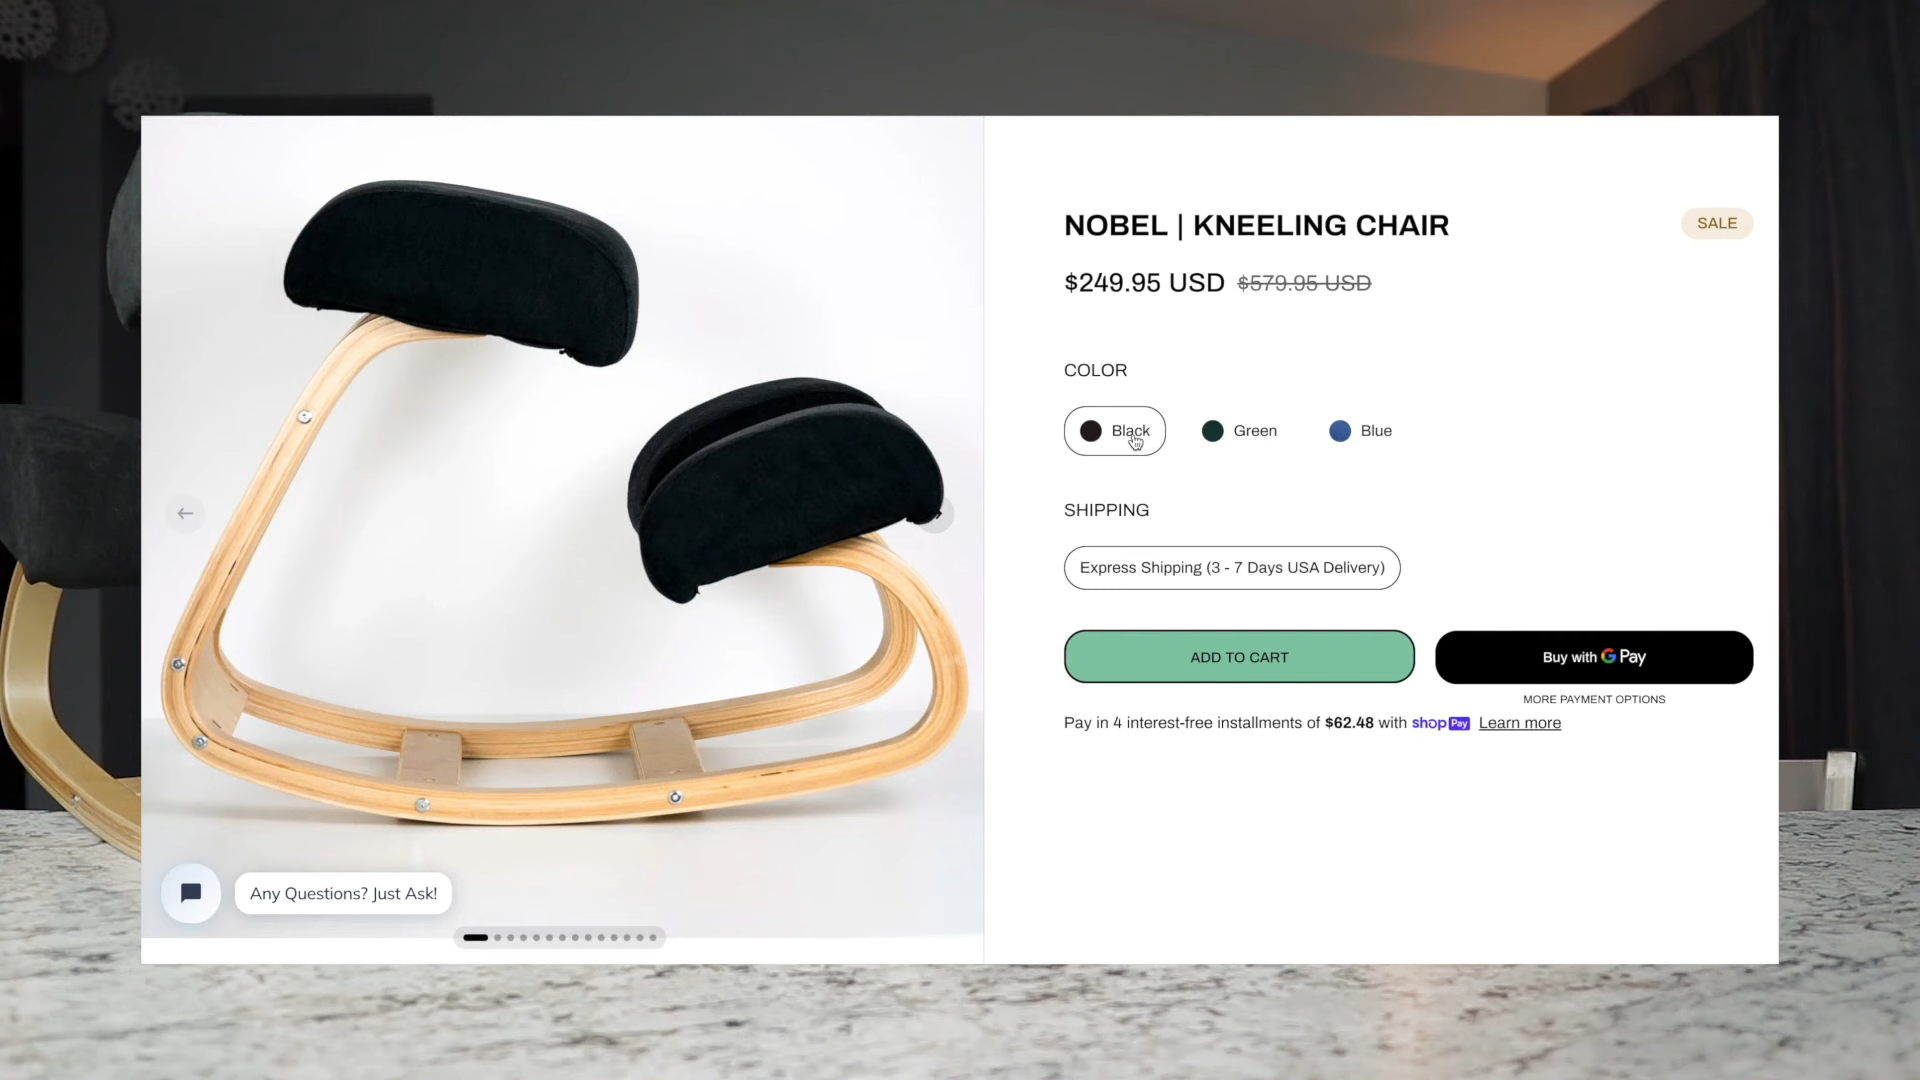 NOBEL | KNEELING CHAIR
SALE
$249.95 USD $579.95 USD
COLOR
Black Green Blue
SHIPPING
Express Shipping (3 - 7 Days USA Delivery)
ADD TO CART
Buy with G Pay
MORE PAYMENT OPTIONS
Pay in 4 interest-free installments of $62.48 with shop Pay Learn more
Any Questions? Just Ask!